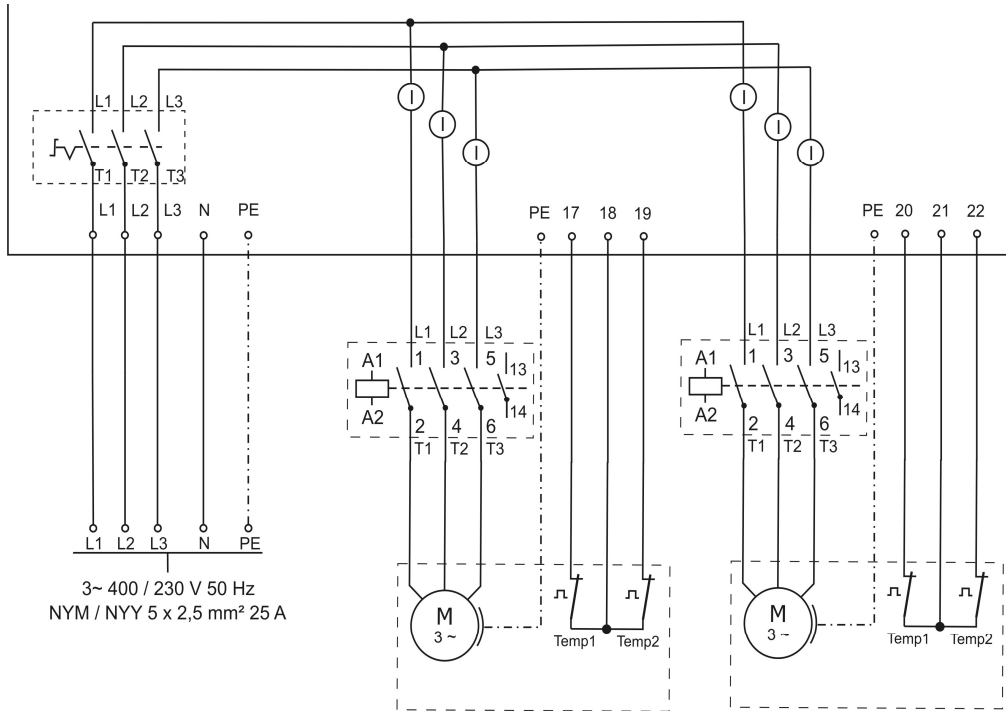 I I
I I
I I
L1 L2 L3
T1 T2 T3
L1 L2 L3 N PE
PE 17 18 19
PE 20 21 22
L1 L2 L3
A1 1 3 5 13
A2 2 4 6 14
T1 T2 T3
L1 L2 L3
A1 1 3 5 13
A2 2 4 6 14
T1 T2 T3
L1 L2 L3 N PE
3~ 400 / 230 V 50 Hz
NYM / NYY 5 x 2,5 mm² 25 A
M
3 ~
Temp1 Temp2
M
3 ~
Temp1 Temp2